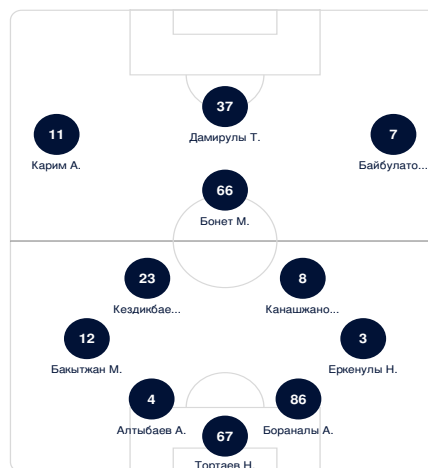 37
11
Дамирулы Т.
7
Карим А.
Байбулато...
66
Бонет М.
23
8
Кездикбае...
Канашжано...
12
3
Бакытжан М.
Еркенулы Н.
4
86
Алтыбаев А.
Бораналы А.
67
Тортаев Н.